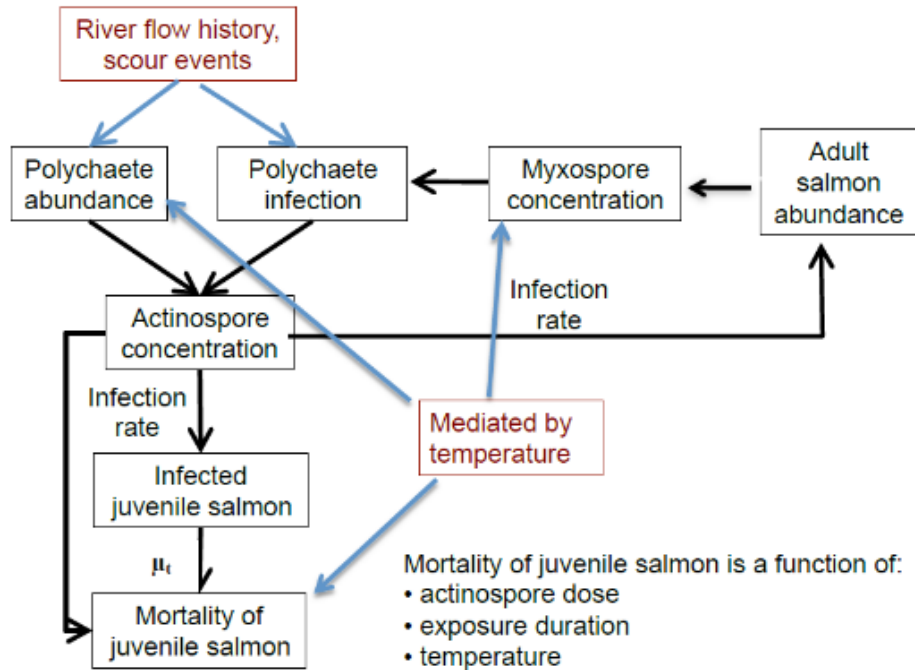 River flow history,
scour events
Polychaete
abundance
Polychaete
infection
Myxospore
concentration
Adult
salmon
abundance
Infection
rate
Actinospore
concentration
Infection
rate
Mediated by
temperature
Infected
juvenile salmon
μt
Mortality of
juvenile salmon
Mortality of juvenile salmon is a function of:
• actinospore dose
• exposure duration
• temperature